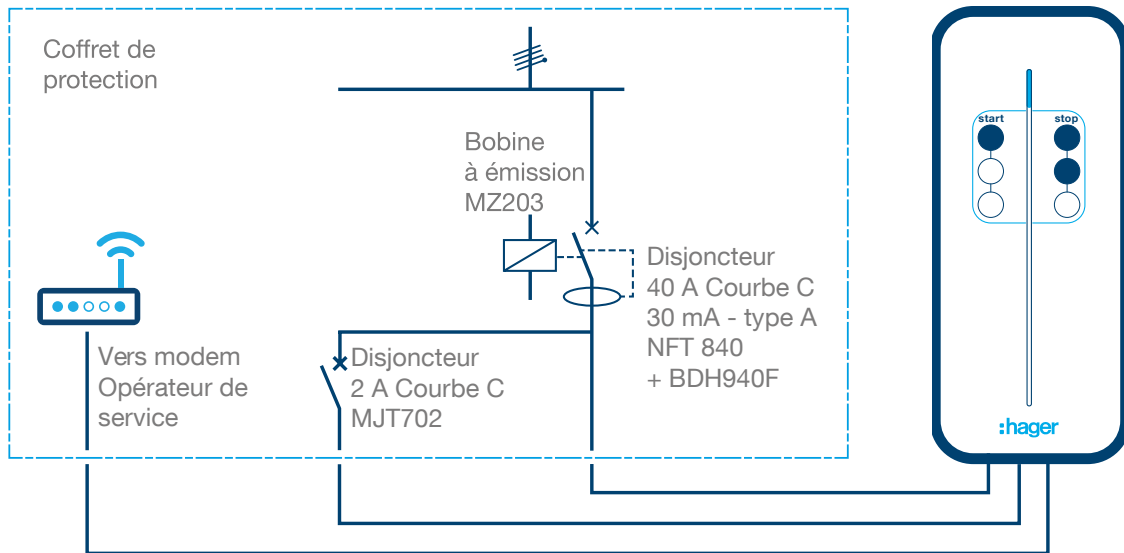 Coffret de
protection
Bobine
à émission
MZ203
Disjoncteur
40 A Courbe C
30 mA - type A
NFT 840
+ BDH940F
Vers modem
Opérateur de
service
Disjoncteur
2 A Courbe C
MJT702
start
stop
:hager